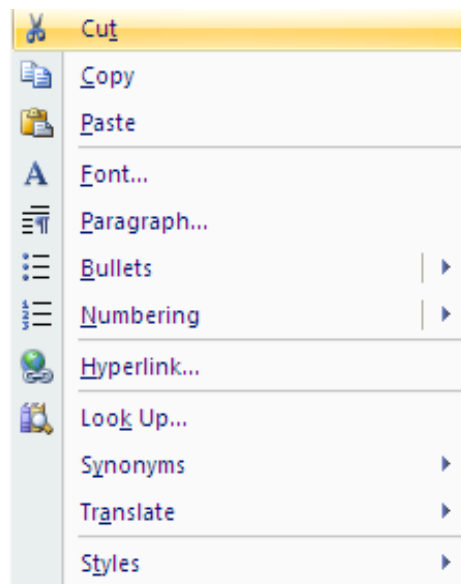 Cut
Copy
Paste
Font...
Paragraph...
Bullets
Numbering
Hyperlink...
Look Up...
Synonyms
Translate
Styles